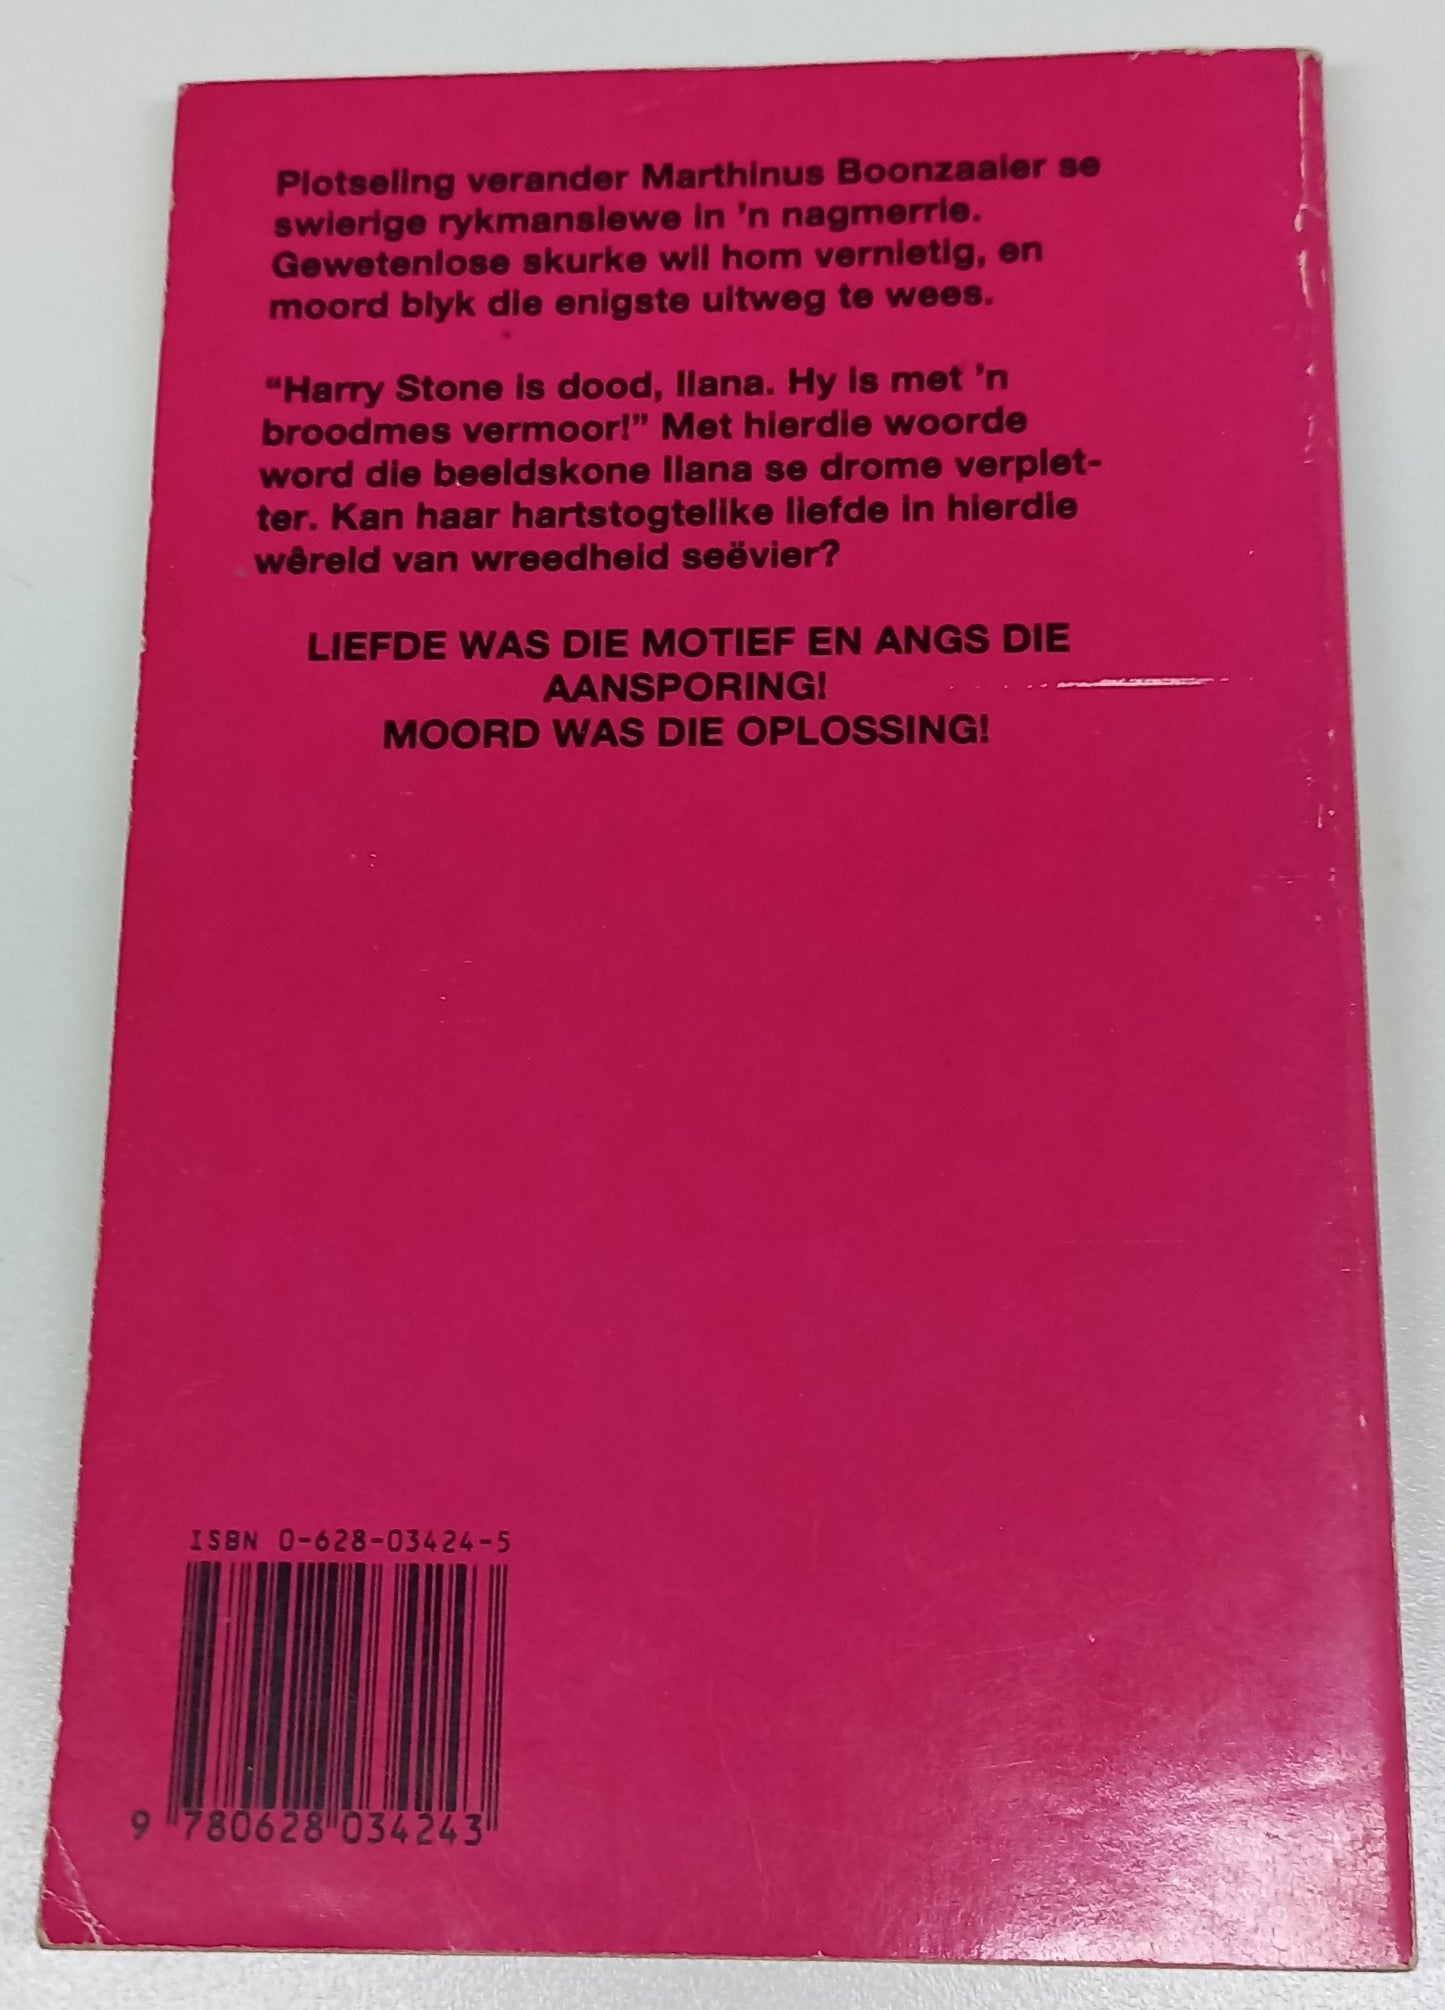 Plotseling verander Marthinus Boonzaaier se
swierige rykmanslewe in 'n nagmerrie.
Gewetenlose skurke wil hom vernietig, en
moord blyk die enigste uitweg te wees.
“Harry Stone is dood, Ilana. Hy is met 'n
broodmes vermoor!” Met hierdie woorde
word die beeldskone Ilana se drome verplet-
ter. Kan haar hartstogtelike liefde in hierdie
wêreld van wreedheid seëvier?
LIEFDE WAS DIE MOTIEF EN ANGS DIE
AANSPORING!
MOORD WAS DIE OPLOSSING!
ISBN 0-628-03424-5
9 780628 034243